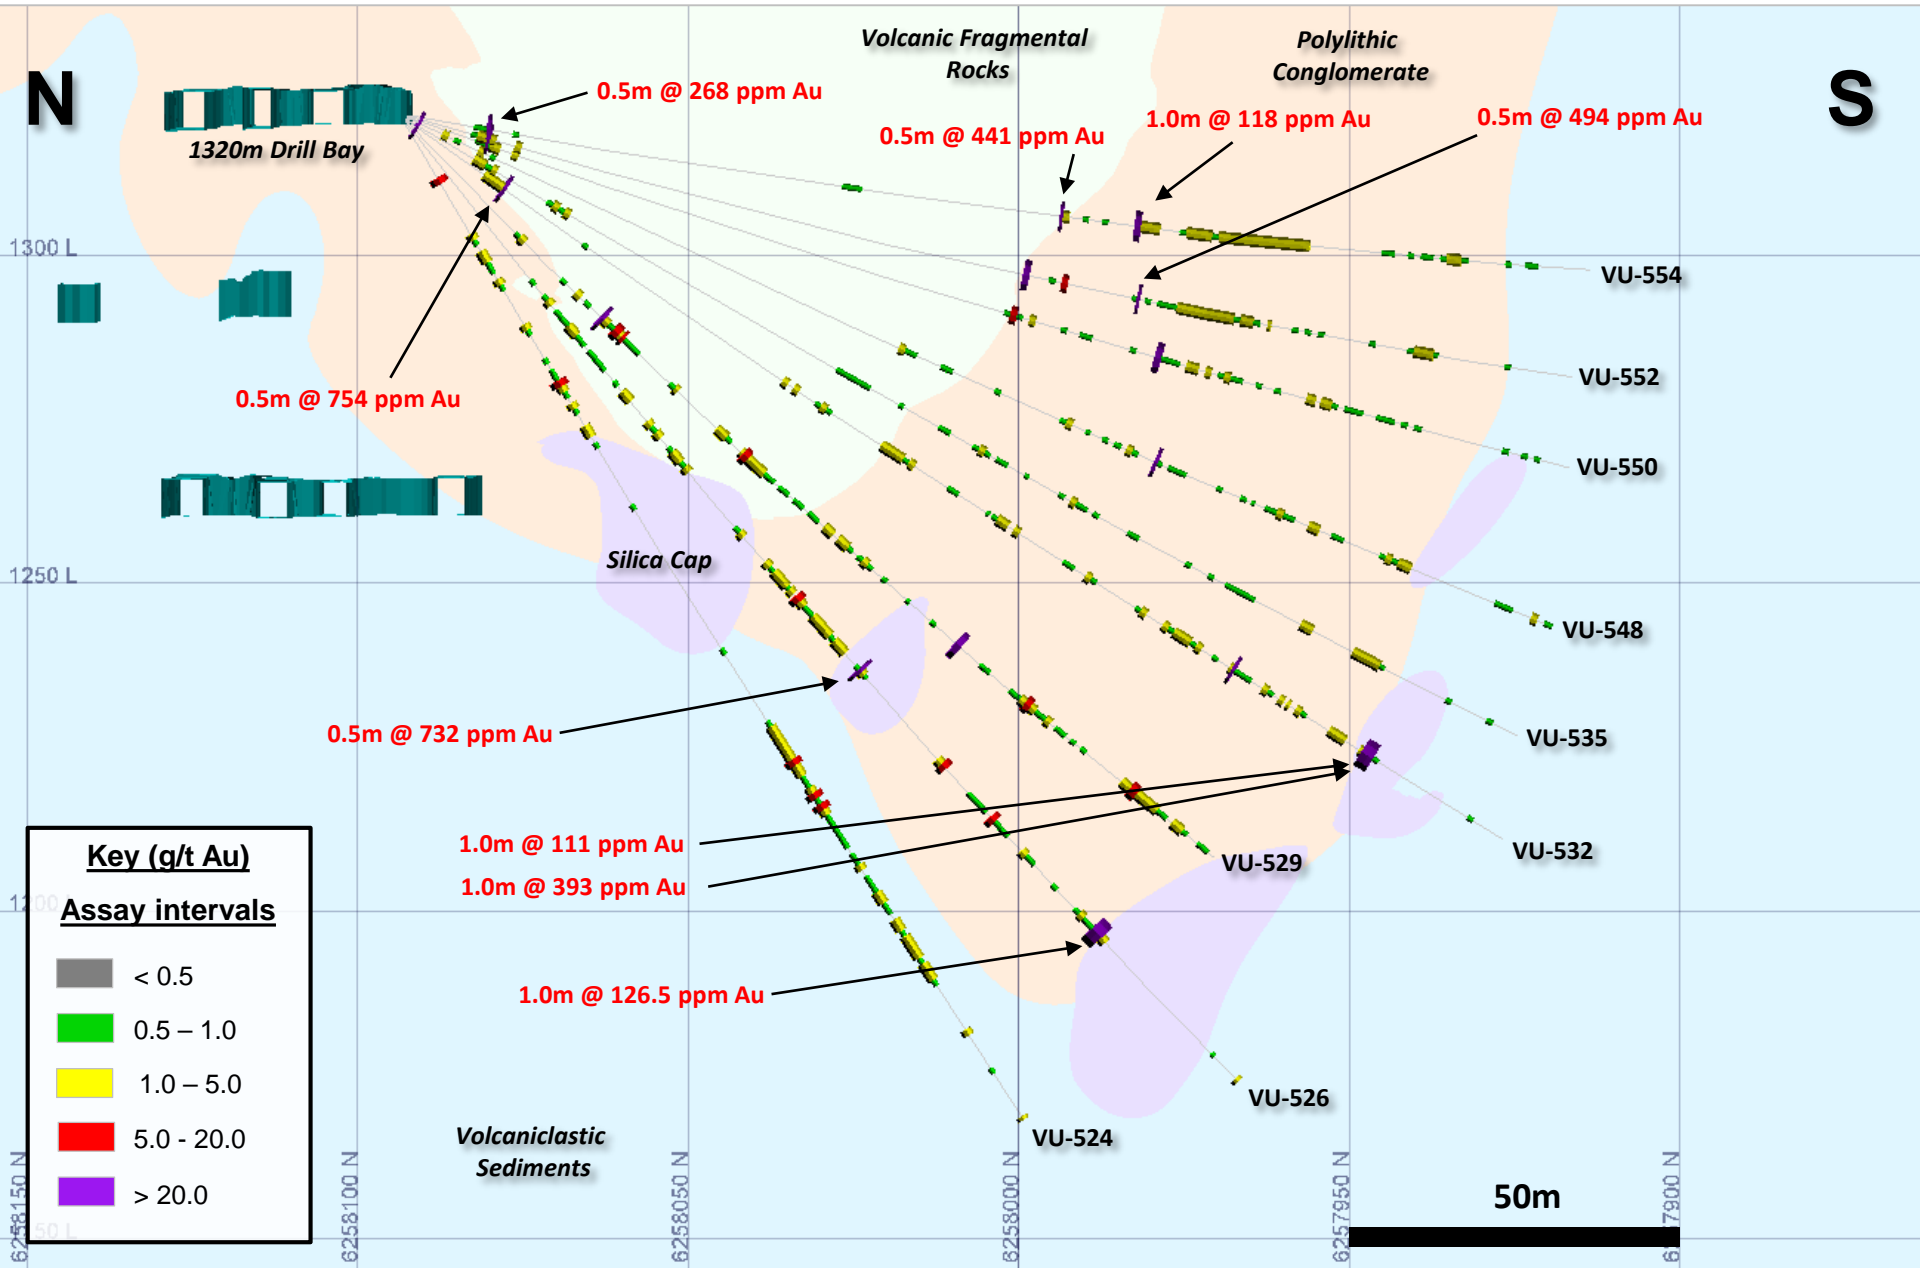 N
S
Volcanic Fragmental
Rocks
Polylithic
Conglomerate
0.5m @ 268 ppm Au
0.5m @ 441 ppm Au
1.0m @ 118 ppm Au
0.5m @ 494 ppm Au
1320m Drill Bay
1300 L
VU-554
VU-552
0.5m @ 754 ppm Au
VU-550
Silica Cap
1250 L
VU-548
0.5m @ 732 ppm Au
VU-535
1.0m @ 111 ppm Au
VU-532
VU-529
1.0m @ 393 ppm Au
1200 L
1.0m @ 126.5 ppm Au
VU-526
VU-524
Volcaniclastic
Sediments
Key (g/t Au)
Assay intervals
< 0.5
0.5 – 1.0
1.0 – 5.0
5.0 - 20.0
> 20.0
50 L
6258150 N
6258100 N
6258050 N
6258000 N
6257950 N
6257900 N
50m